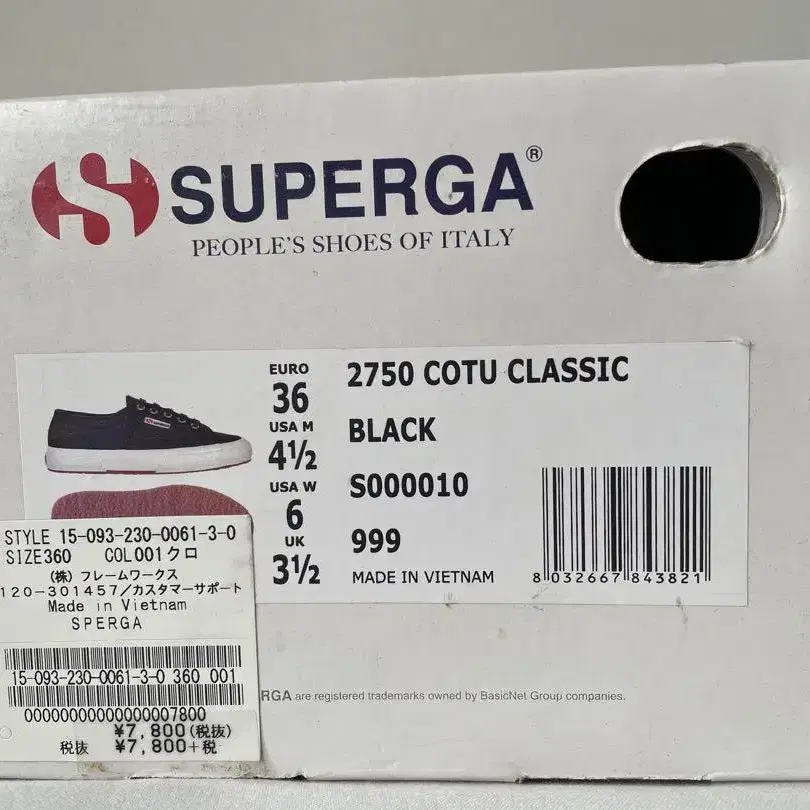 SUPERGA®
PEOPLE'S SHOES OF ITALY
EURO
36
USA M
4½
USA W
6
UK
3½
2750 COTU CLASSIC
BLACK
S000010
999
MADE IN VIETNAM
8 032667 843821
STYLE 15-093-230-0061-3-0
SIZE360 COL001クロ
(株) フレームワークス
120-301457/カスタマーサポート
Made in Vietnam
SPERGA
15-093-230-0061-3-0 360 001
00000000000000007800
¥7,800(税抜)
税抜 ¥7,800+税
RGA are registered trademarks owned by BasicNet Group companies.